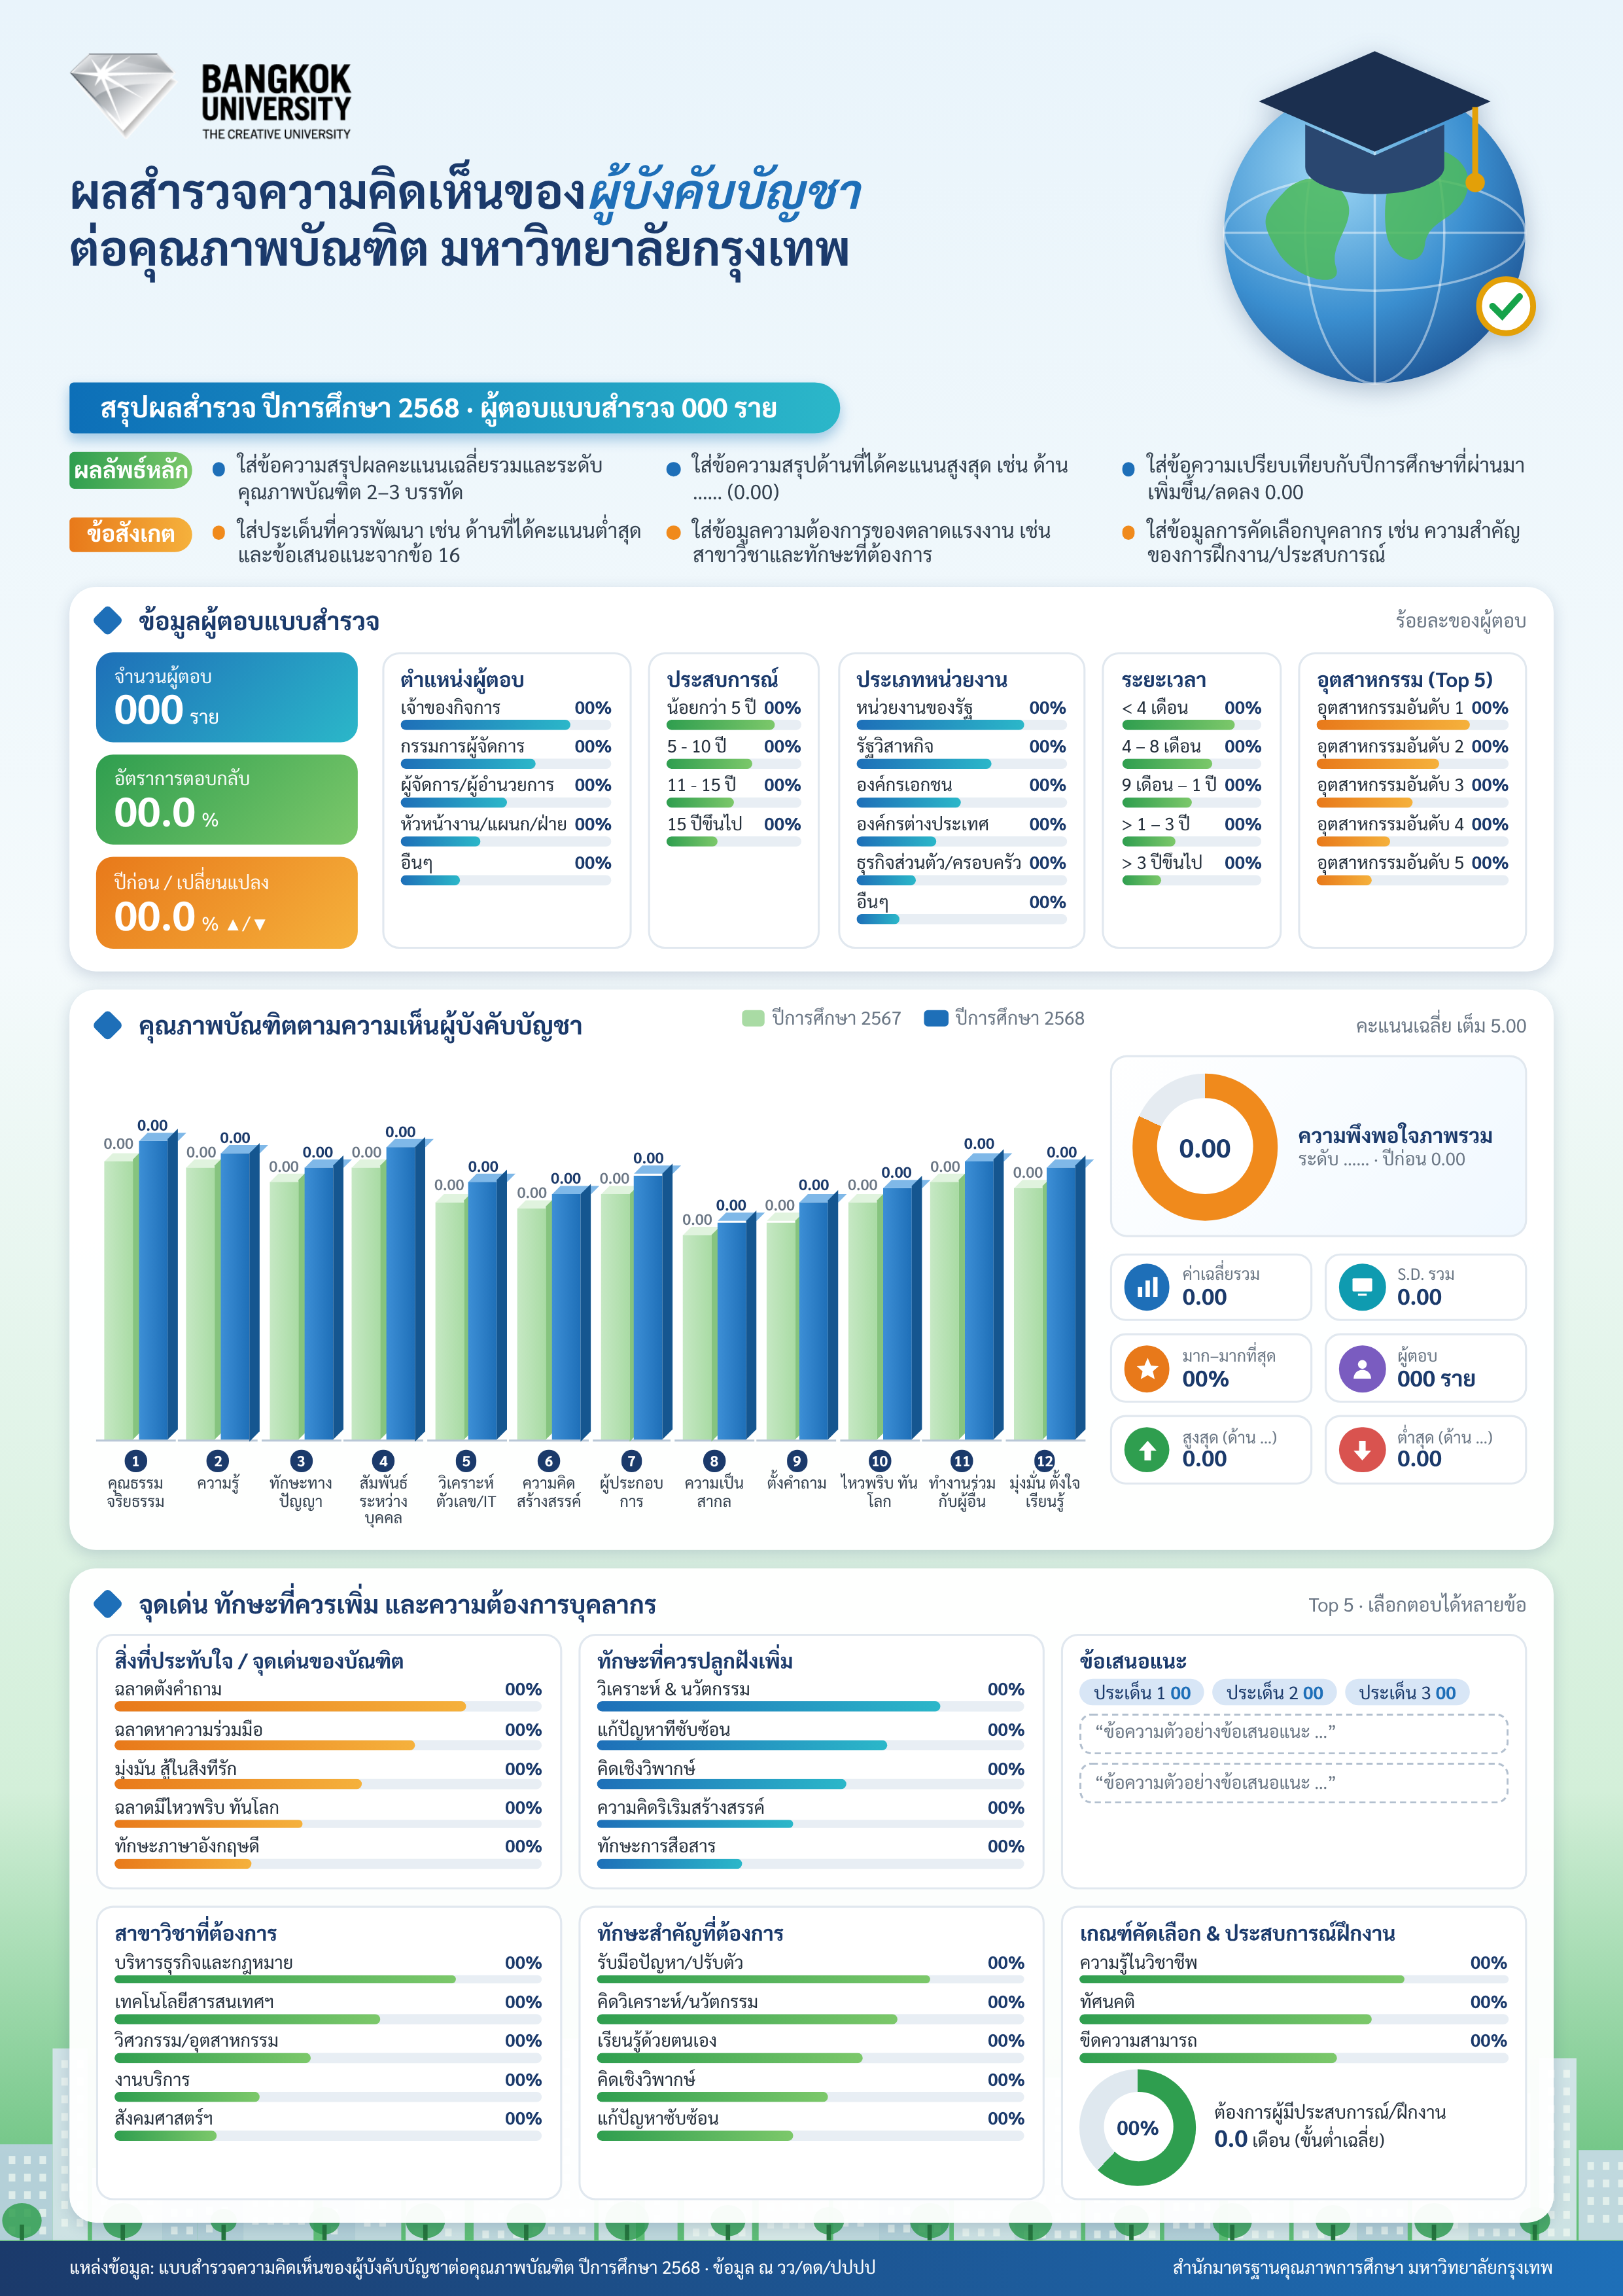 BANGKOK
UNIVERSITY
THE CREATIVE UNIVERSITY
ผลสำรวจความคิดเห็นของผู้บังคับบัญชา
ต่อคุณภาพบัณฑิต มหาวิทยาลัยกรุงเทพ
สรุปผลสำรวจ ปีการศึกษา 2568 · ผู้ตอบแบบสำรวจ 000 ราย
ผลลัพธ์หลัก
ใส่ข้อความสรุปผลคะแนนเฉลี่ยรวมและระดับ
คุณภาพบัณฑิต 2–3 บรรทัด
ใส่ข้อความสรุปด้านที่ได้คะแนนสูงสุด เช่น ด้าน
...... (0.00)
ใส่ข้อความเปรียบเทียบกับปีการศึกษาที่ผ่านมา
เพิ่มขึ้น/ลดลง 0.00
ข้อสังเกต
ใส่ประเด็นที่ควรพัฒนา เช่น ด้านที่ได้คะแนนต่ำสุด
และข้อเสนอแนะจากข้อ 16
ใส่ข้อมูลความต้องการของตลาดแรงงาน เช่น
สาขาวิชาและทักษะที่ต้องการ
ใส่ข้อมูลการคัดเลือกบุคลากร เช่น ความสำคัญ
ของการฝึกงาน/ประสบการณ์
ข้อมูลผู้ตอบแบบสำรวจ
ร้อยละของผู้ตอบ
จำนวนผู้ตอบ
000 ราย
อัตราการตอบกลับ
00.0 %
ปีก่อน / เปลี่ยนแปลง
00.0 % ▲/▼
ตำแหน่งผู้ตอบ
เจ้าของกิจการ 00%
กรรมการผู้จัดการ 00%
ผู้จัดการ/ผู้อำนวยการ 00%
หัวหน้างาน/แผนก/ฝ่าย 00%
อื่นๆ 00%
ประสบการณ์
น้อยกว่า 5 ปี 00%
5 - 10 ปี 00%
11 - 15 ปี 00%
15 ปีขึ้นไป 00%
ประเภทหน่วยงาน
หน่วยงานของรัฐ 00%
รัฐวิสาหกิจ 00%
องค์กรเอกชน 00%
องค์กรต่างประเทศ 00%
ธุรกิจส่วนตัว/ครอบครัว 00%
อื่นๆ 00%
ระยะเวลา
< 4 เดือน 00%
4 – 8 เดือน 00%
9 เดือน – 1 ปี 00%
> 1 – 3 ปี 00%
> 3 ปีขึ้นไป 00%
อุตสาหกรรม (Top 5)
อุตสาหกรรมอันดับ 1 00%
อุตสาหกรรมอันดับ 2 00%
อุตสาหกรรมอันดับ 3 00%
อุตสาหกรรมอันดับ 4 00%
อุตสาหกรรมอันดับ 5 00%
คุณภาพบัณฑิตตามความเห็นผู้บังคับบัญชา
ปีการศึกษา 2567
ปีการศึกษา 2568
คะแนนเฉลี่ย เต็ม 5.00
0.00 0.00
0.00 0.00
0.00 0.00
0.00 0.00
0.00 0.00
0.00 0.00
0.00 0.00
0.00 0.00
0.00 0.00
0.00 0.00
0.00 0.00
0.00 0.00
1
คุณธรรม
จริยธรรม
2
ความรู้
3
ทักษะทาง
ปัญญา
4
สัมพันธ์
ระหว่าง
บุคคล
5
วิเคราะห์
ตัวเลข/IT
6
ความคิด
สร้างสรรค์
7
ผู้ประกอบ
การ
8
ความเป็น
สากล
9
ตั้งคำถาม
10
ไหวพริบ ทัน
โลก
11
ทำงานร่วม
กับผู้อื่น
12
มุ่งมั่น ตั้งใจ
เรียนรู้
0.00
ความพึงพอใจภาพรวม
ระดับ ...... · ปีก่อน 0.00
ค่าเฉลี่ยรวม
0.00
S.D. รวม
0.00
มาก–มากที่สุด
00%
ผู้ตอบ
000 ราย
สูงสุด (ด้าน ...)
0.00
ต่ำสุด (ด้าน ...)
0.00
จุดเด่น ทักษะที่ควรเพิ่ม และความต้องการบุคลากร
Top 5 · เลือกตอบได้หลายข้อ
สิ่งที่ประทับใจ / จุดเด่นของบัณฑิต
ฉลาดตั้งคำถาม 00%
ฉลาดหาความร่วมมือ 00%
มุ่งมั่น สู้ในสิ่งที่รัก 00%
ฉลาดมีไหวพริบ ทันโลก 00%
ทักษะภาษาอังกฤษดี 00%
ทักษะที่ควรปลูกฝังเพิ่ม
วิเคราะห์ & นวัตกรรม 00%
แก้ปัญหาที่ซับซ้อน 00%
คิดเชิงวิพากษ์ 00%
ความคิดริเริ่มสร้างสรรค์ 00%
ทักษะการสื่อสาร 00%
ข้อเสนอแนะ
ประเด็น 1 00
ประเด็น 2 00
ประเด็น 3 00
“ข้อความตัวอย่างข้อเสนอแนะ ...”
“ข้อความตัวอย่างข้อเสนอแนะ ...”
สาขาวิชาที่ต้องการ
บริหารธุรกิจและกฎหมาย 00%
เทคโนโลยีสารสนเทศฯ 00%
วิศวกรรม/อุตสาหกรรม 00%
งานบริการ 00%
สังคมศาสตร์ฯ 00%
ทักษะสำคัญที่ต้องการ
รับมือปัญหา/ปรับตัว 00%
คิดวิเคราะห์/นวัตกรรม 00%
เรียนรู้ด้วยตนเอง 00%
คิดเชิงวิพากษ์ 00%
แก้ปัญหาซับซ้อน 00%
เกณฑ์คัดเลือก & ประสบการณ์ฝึกงาน
ความรู้ในวิชาชีพ 00%
ทัศนคติ 00%
ขีดความสามารถ 00%
00%
ต้องการผู้มีประสบการณ์/ฝึกงาน
0.0 เดือน (ขั้นต่ำเฉลี่ย)
แหล่งข้อมูล: แบบสำรวจความคิดเห็นของผู้บังคับบัญชาต่อคุณภาพบัณฑิต ปีการศึกษา 2568 · ข้อมูล ณ วว/ดด/ปปปป
สำนักมาตรฐานคุณภาพการศึกษา มหาวิทยาลัยกรุงเทพ